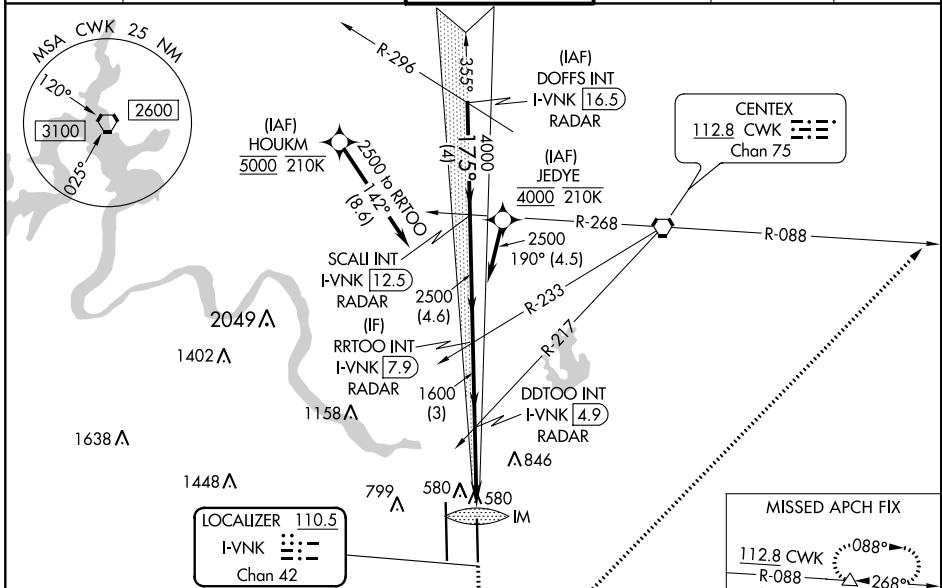 MSA CWK 25 NM
120°
3100
2600
025°
R-296
355°
(IAF)
DOFFS INT
I-VNK 16.5
RADAR
175°
4000
(4)
CENTEX
112.8 CWK
Chan 75
(IAF)
HOUKM
5000 210K
2500 to RRTOO
142°
(8.6)
(IAF)
JEDYE
4000 210K
R-268
R-088
2500
190° (4.5)
SCALI INT
I-VNK 12.5
RADAR
2500
(4.6)
R-233
R-217
(IF)
RRTOO INT
I-VNK 7.9
RADAR
1600
(3)
DDTOO INT
I-VNK 4.9
RADAR
2049
1402
1158
1638
1448
799
580
580
846
IM
LOCALIZER 110.5
I-VNK
Chan 42
MISSED APCH FIX
112.8 CWK
R-088
088°
268°